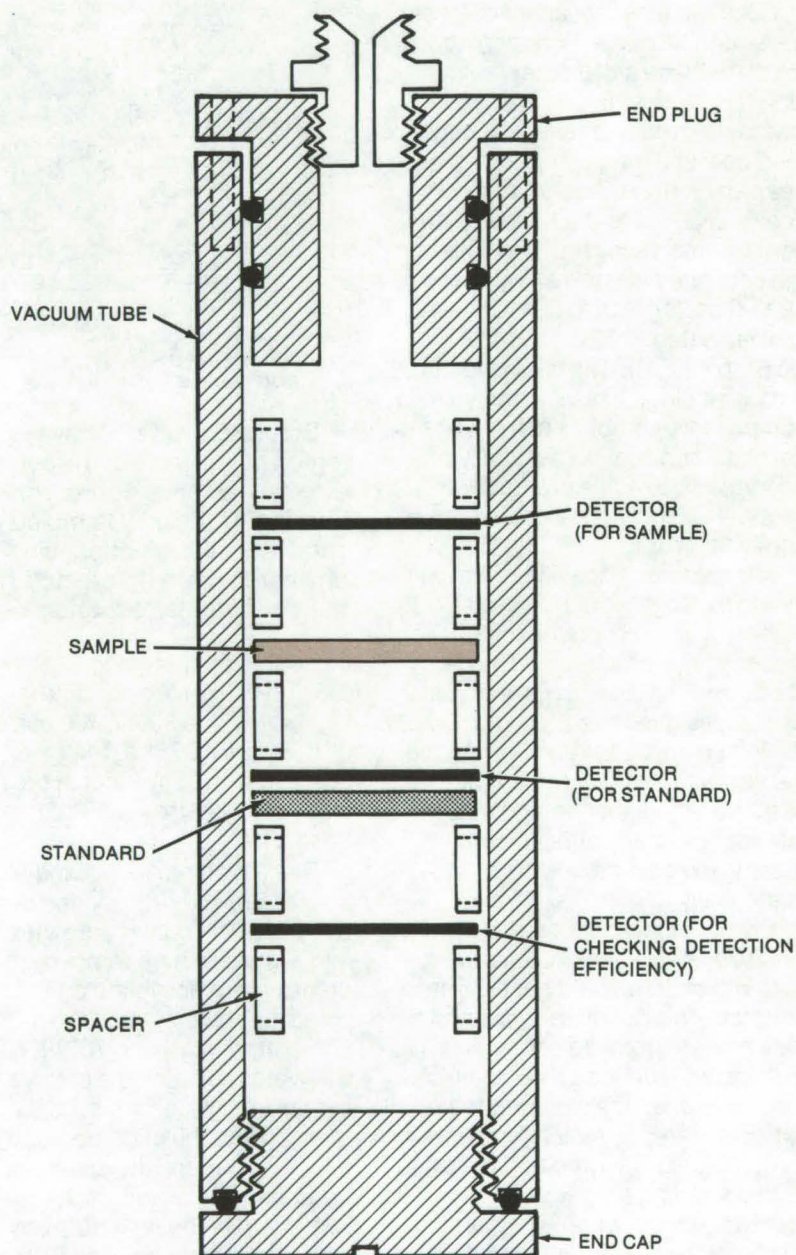 END PLUG
VACUUM TUBE
DETECTOR
(FOR SAMPLE)
SAMPLE
DETECTOR
(FOR STANDARD)
STANDARD
DETECTOR (FOR
CHECKING DETECTION
EFFICIENCY)
SPACER
END CAP